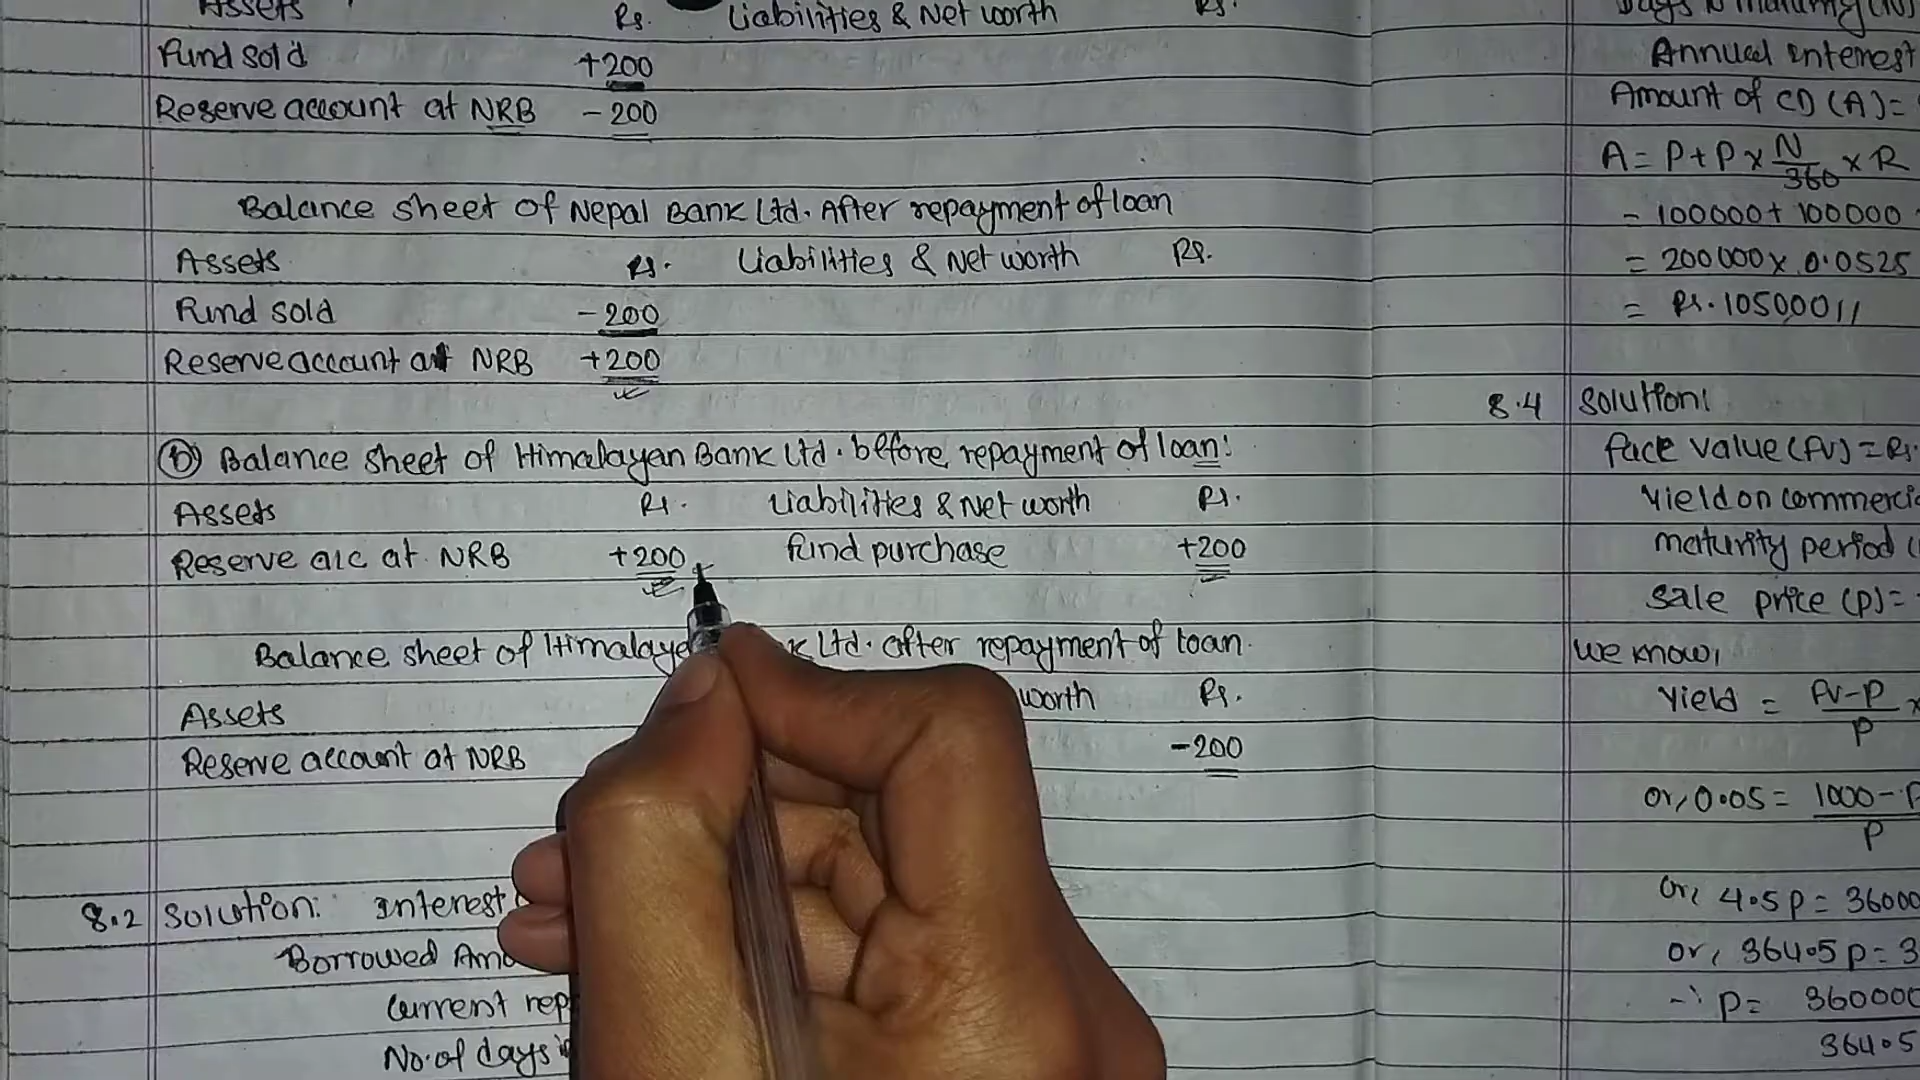 Assets Rs. Liabilities & Net worth Rs.
Fund sold +200
Reserve account at NRB -200
Balance sheet of Nepal Bank Ltd. After repayment of loan
Assets Rs. Liabilities & Net worth Rs.
Fund sold -200
Reserve account at NRB +200
(b) Balance sheet of Himalayan Bank Ltd. before repayment of loan:
Assets Rs. Liabilities & Net worth Rs.
Reserve a/c at NRB +200 fund purchase +200
Balance sheet of Himalaya k Ltd. after repayment of loan.
Assets worth Rs.
Reserve account at NRB -200
8.2 Solution: Interest
Borrowed Amo
Current rep
No. of days i
Annual interest
Amount of CD (A)=
A = P + P × N/360 × R
= 100000 + 100000
= 200000 × 0.0525
= Rs. 1050000//
8.4 Solution:
face value (FV) = Rs.
Yield on commerci
maturity period (
Sale price (P) =
We know,
Yield = FV-P/P ×
or, 0.05 = 1000-P/P
or, 4.5P = 36000
or, 364.5P = 3
∴ P = 360000/364.5